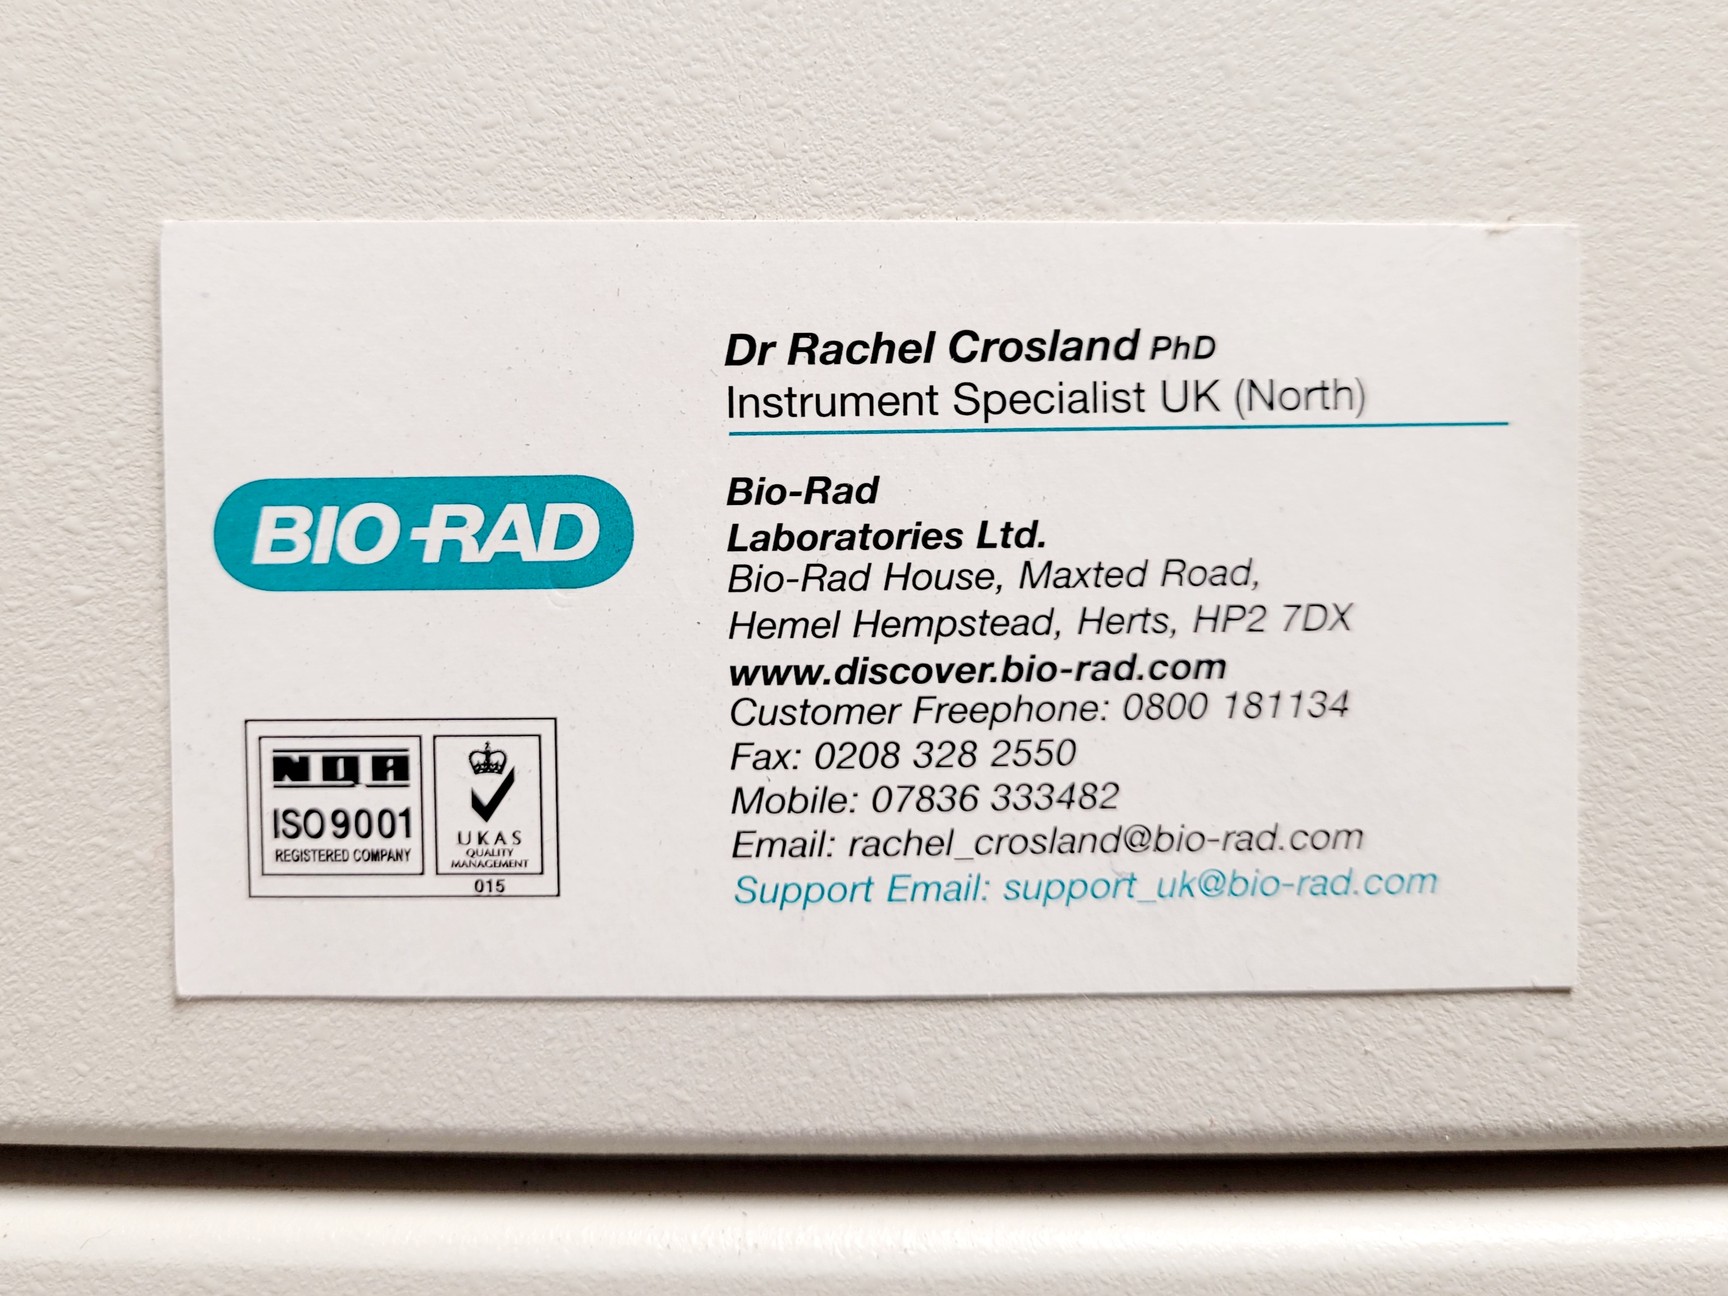 Dr Rachel Crosland PhD
Instrument Specialist UK (North)
BIO-RAD
Bio-Rad
Laboratories Ltd.
Bio-Rad House, Maxted Road,
Hemel Hempstead, Herts, HP2 7DX
www.discover.bio-rad.com
Customer Freephone: 0800 181134
Fax: 0208 328 2550
Mobile: 07836 333482
Email: rachel_crosland@bio-rad.com
Support Email: support_uk@bio-rad.com
NQA
ISO 9001
REGISTERED COMPANY
UKAS
QUALITY
MANAGEMENT
015